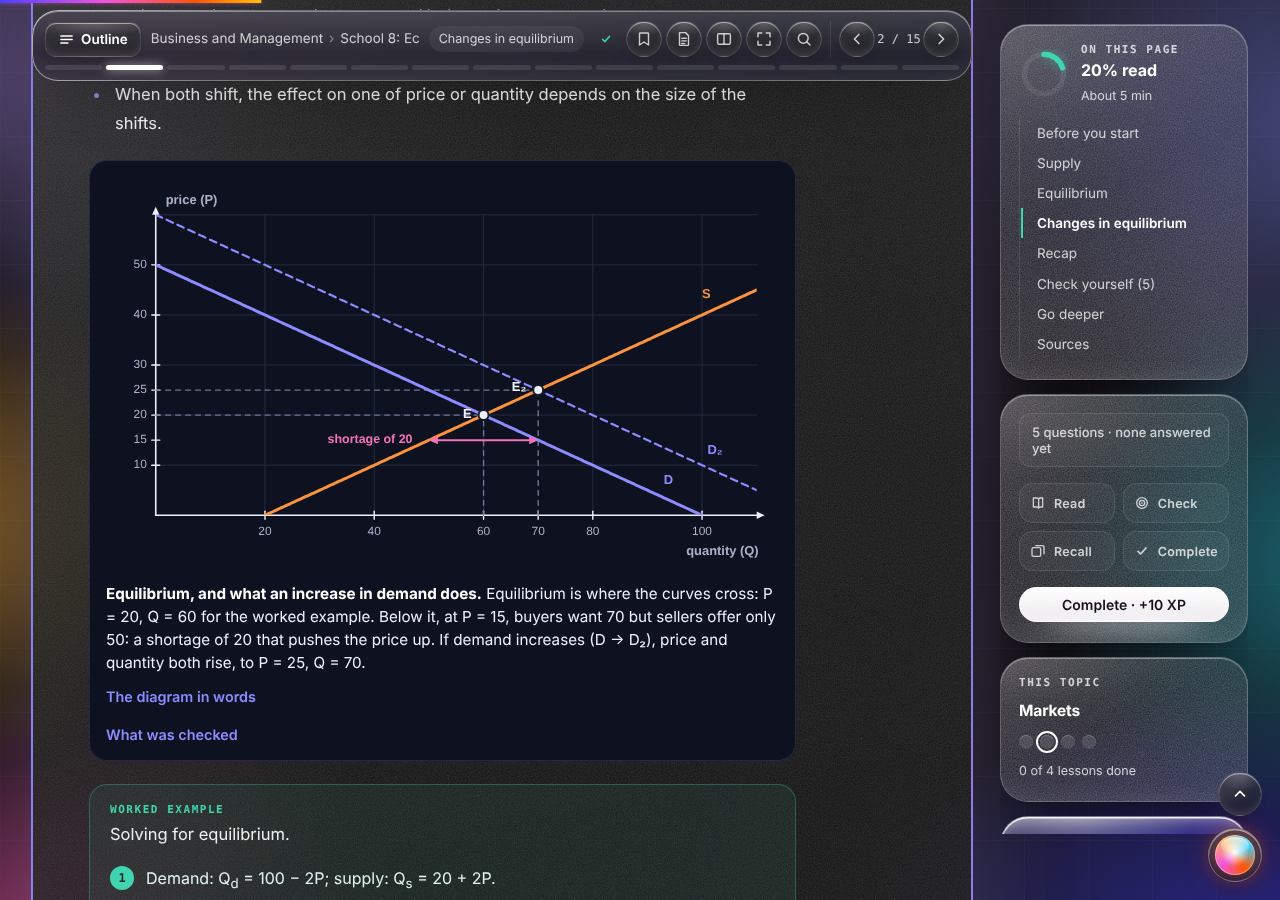 Outline
Business and Management › School 8: Ec
Changes in equilibrium
2 / 15
When both shift, the effect on one of price or quantity depends on the size of the
shifts.
price (P)
50
40
30
25
20
15
10
S
E₂
E
shortage of 20
D₂
D
20
40
60
70
80
100
quantity (Q)
Equilibrium, and what an increase in demand does. Equilibrium is where the curves cross: P
= 20, Q = 60 for the worked example. Below it, at P = 15, buyers want 70 but sellers offer only
50: a shortage of 20 that pushes the price up. If demand increases (D → D₂), price and
quantity both rise, to P = 25, Q = 70.
The diagram in words
What was checked
WORKED EXAMPLE
Solving for equilibrium.
1 Demand: Qd = 100 − 2P; supply: Qs = 20 + 2P.
ON THIS PAGE
20% read
About 5 min
Before you start
Supply
Equilibrium
Changes in equilibrium
Recap
Check yourself (5)
Go deeper
Sources
5 questions · none answered
yet
Read
Check
Recall
Complete
Complete · +10 XP
THIS TOPIC
Markets
0 of 4 lessons done